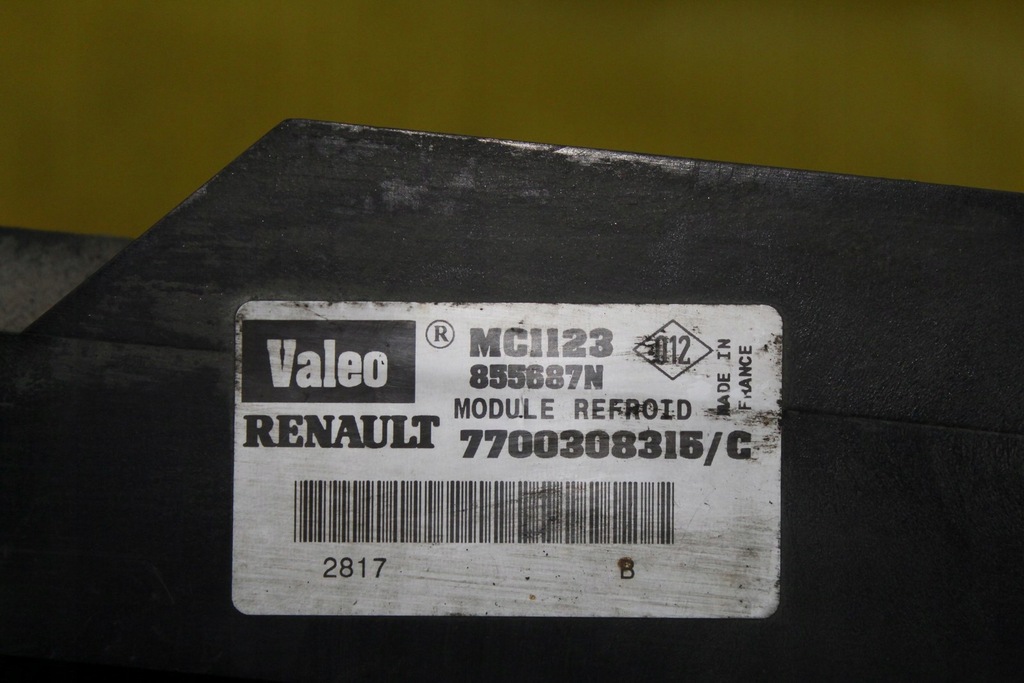 Valeo ® MC1123 012
855687N
MADE IN FRANCE
MODULE REFROID
RENAULT 7700308315/C
2817 B